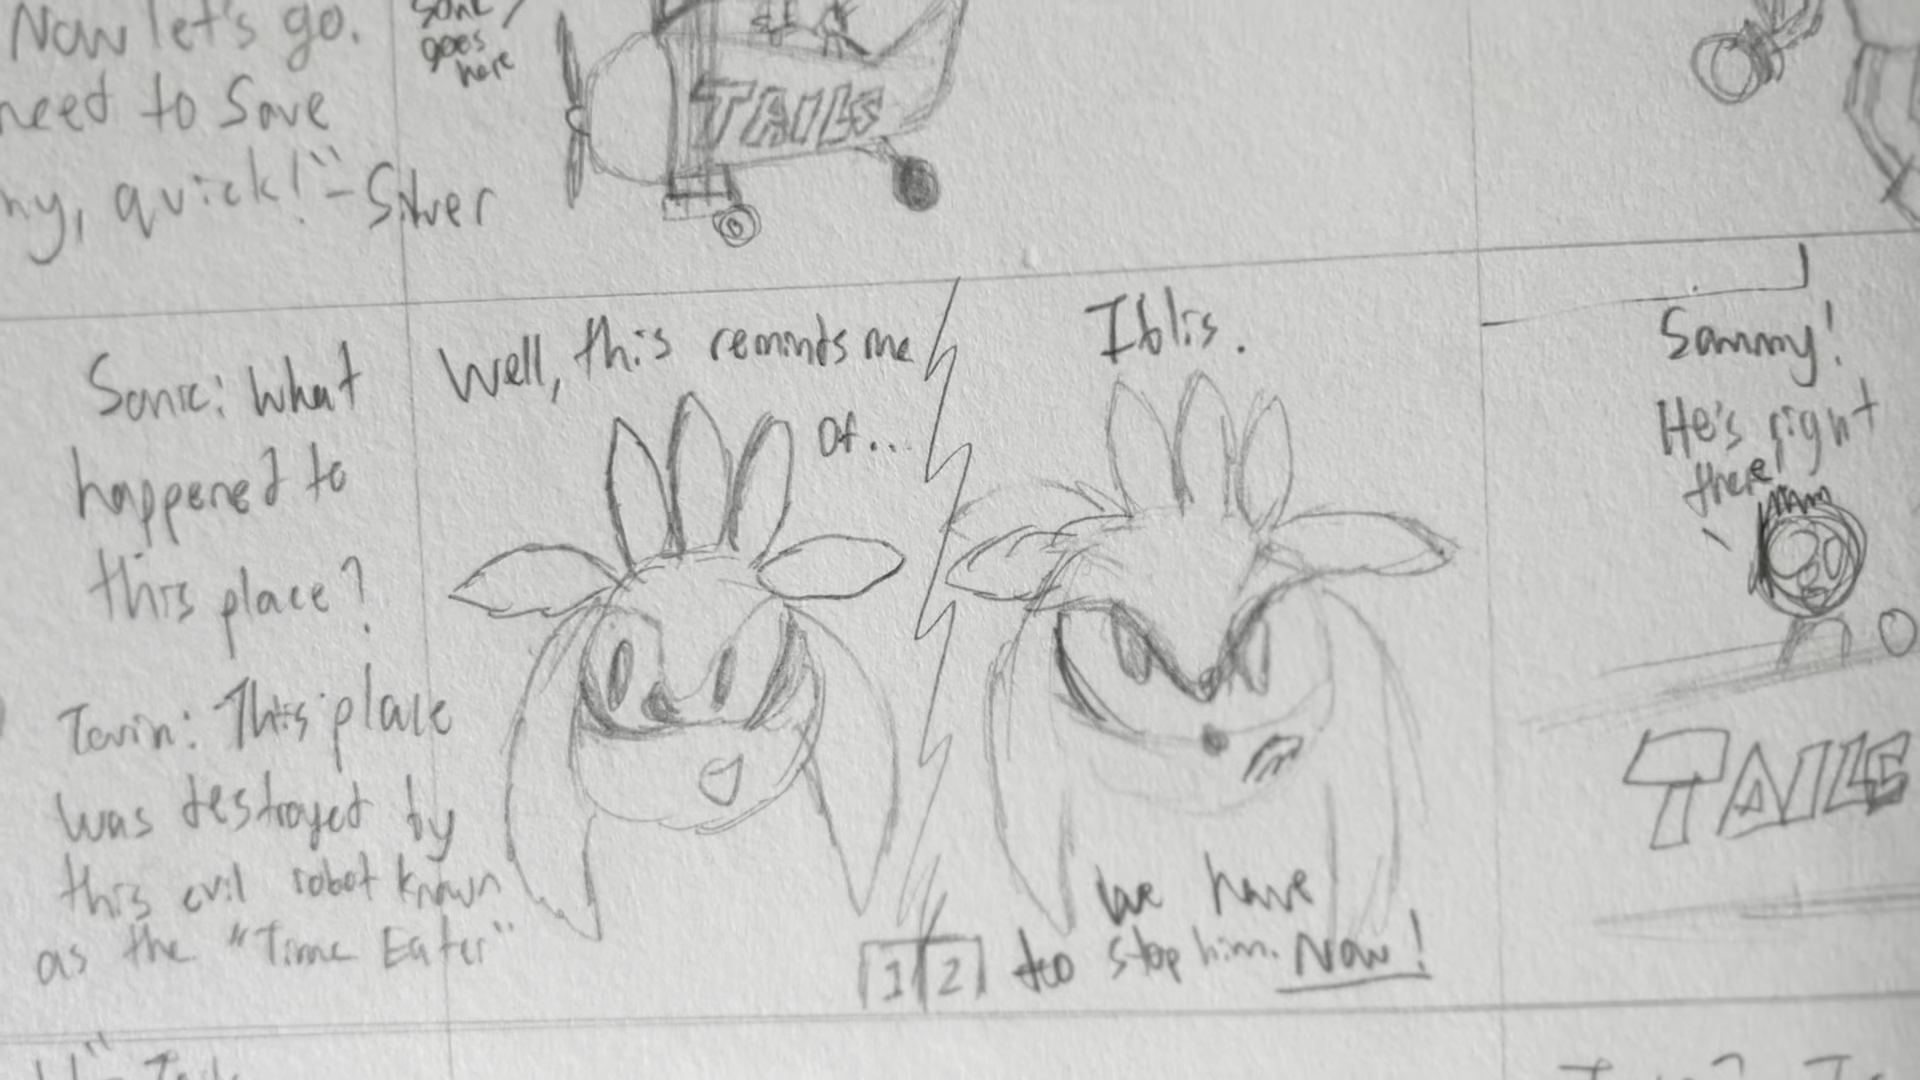 Now let's go.
need to save
my, quick!" - Silver
goes
here
TAILS
Sonic: What
happened to
this place?
Tavin: This place
was destroyed by
this evil robot known
as the "Time Eater"
Well, this reminds me
of...
Iblis.
We have
to stop him. Now!
1 2
Sammy!
He's right
there
TAILS